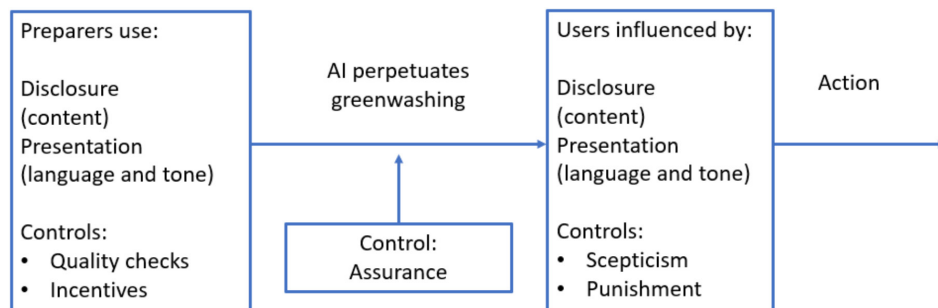 Preparers use:
Disclosure
(content)
Presentation
(language and tone)
Controls:
• Quality checks
• Incentives
AI perpetuates
greenwashing
Control:
Assurance
Users influenced by:
Disclosure
(content)
Presentation
(language and tone)
Controls:
• Scepticism
• Punishment
Action